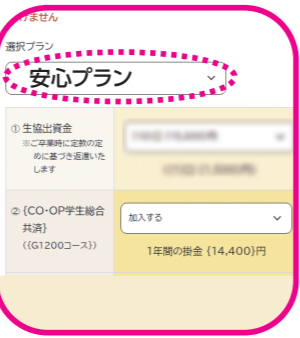 けません
選択プラン
安心プラン
① 生協出資金
※ご卒業時に定款の定
めに基づき返還いた
します
② {CO・OP学生総合
共済}
({G1200コース})
加入する
1年間の掛金 {14,400}円